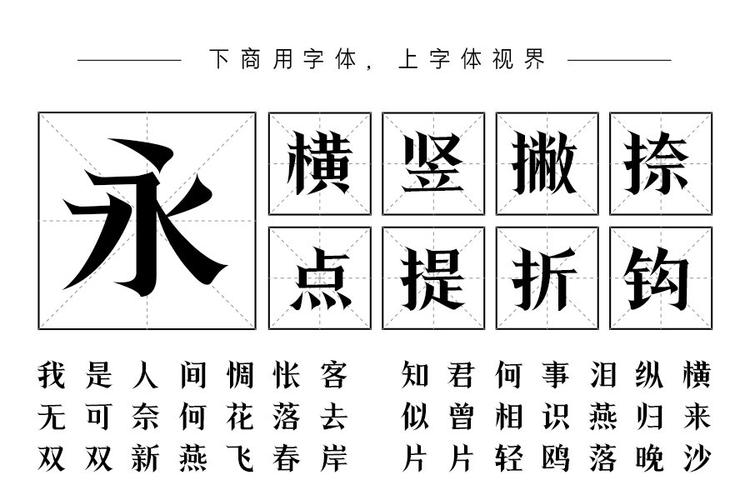 下商用字体, 上字体视界
永
横 竖 撇 捺
点 提 折 钩
我是人间惆怅客
知君何事泪纵横
无可奈何花落去
似曾相识燕归来
双双新燕飞春岸
片片轻鸥落晚沙